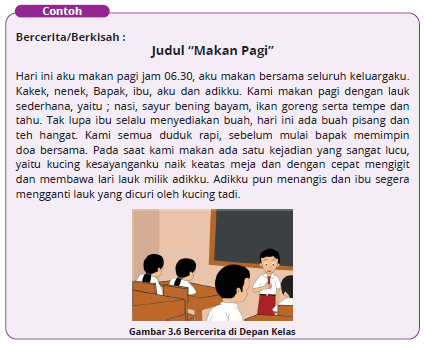 Contoh
Bercerita/Berkisah :
Judul “Makan Pagi”
Hari ini aku makan pagi jam 06.30, aku makan bersama seluruh keluargaku.
Kakek, nenek, Bapak, ibu, aku dan adikku. Kami makan pagi dengan lauk
sederhana, yaitu ; nasi, sayur bening bayam, ikan goreng serta tempe dan
tahu. Tak lupa ibu selalu menyediakan buah, hari ini ada buah pisang dan
teh hangat. Kami semua duduk rapi, sebelum mulai bapak memimpin
doa bersama. Pada saat kami makan ada satu kejadian yang sangat lucu,
yaitu kucing kesayanganku naik keatas meja dan dengan cepat mengigit
dan membawa lari lauk milik adikku. Adikku pun menangis dan ibu segera
mengganti lauk yang dicuri oleh kucing tadi.
Gambar 3.6 Bercerita di Depan Kelas